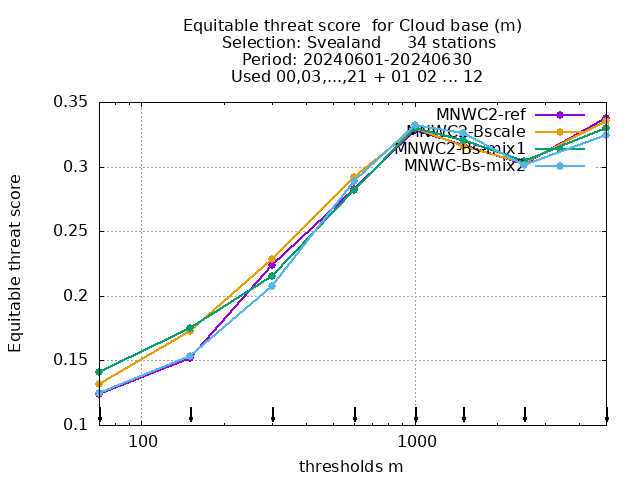 Equitable threat score  for Cloud base (m)
Selection: Svealand     34 stations
Period: 20240601-20240630
Used 00,03,...,21 + 01 02 ... 12
MNWC2-ref
MNWC2-Bscale
MNWC2-Bs-mix1
MNWC-Bs-mix2
0.35
0.3
0.25
0.2
0.15
0.1
Equitable threat score
100
1000
thresholds m